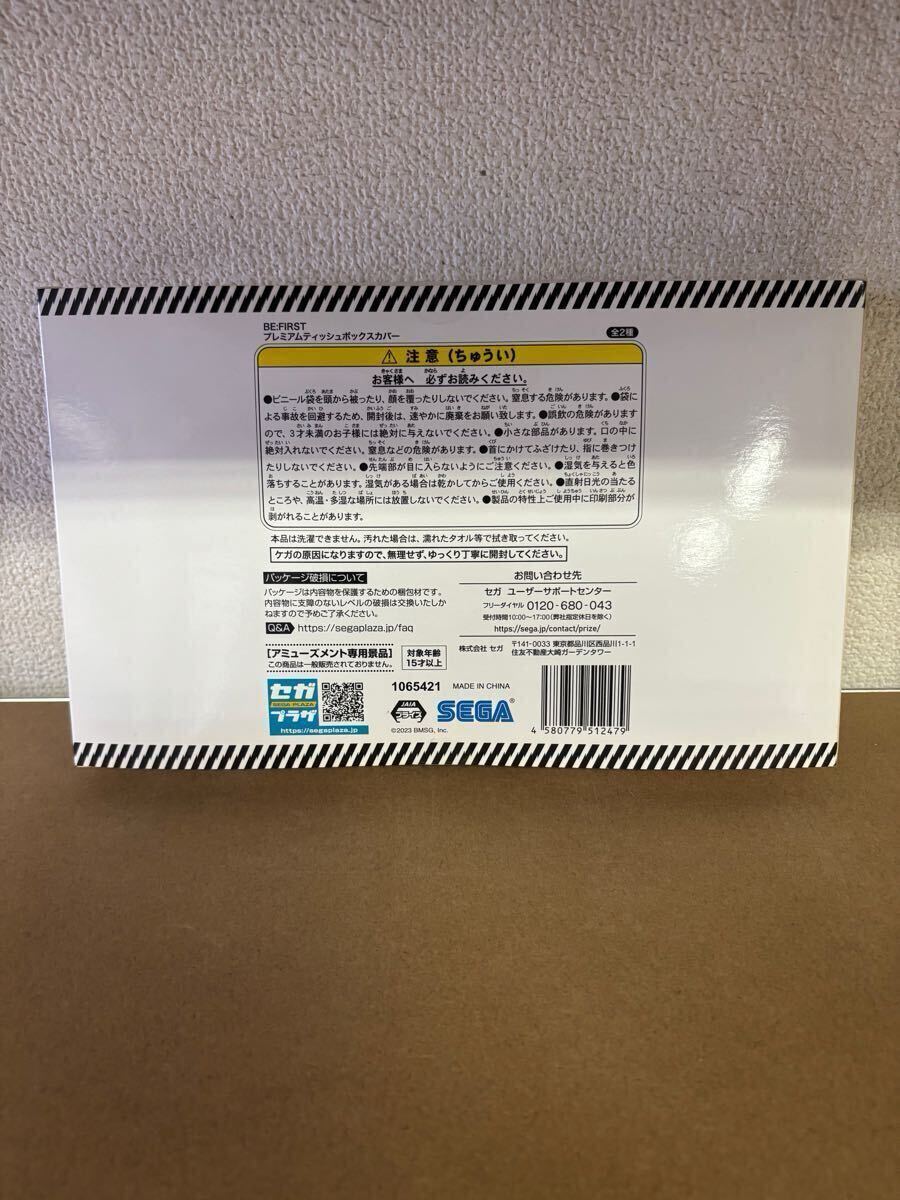 BE:FIRST
プレミアムティッシュボックスカバー
全2種
⚠ 注意(ちゅうい)
お客様へ 必ずお読みください。
●ビニール袋を頭から被ったり、顔を覆ったりしないでください。窒息する危険があります。●袋に
よる事故を回避するため、開封後は、速やかに廃棄をお願い致します。●誤飲の危険があります
ので、3才未満のお子様には絶対に与えないでください。●小さな部品があります。口の中に
絶対入れないでください。窒息などの危険があります。●首にかけてふざけたり、指に巻きつけ
たりしないでください。●先端部が目に入らないようにご注意ください。●湿気を与えると色
落ちすることがあります。湿気がある場合は乾かしてからご使用ください。●直射日光の当たる
ところや、高温・多湿な場所には放置しないでください。●製品の特性上ご使用中に印刷部分が
剥がれることがあります。
本品は洗濯できません。汚れた場合は、濡れたタオル等で拭き取ってください。
ケガの原因になりますので、無理せず、ゆっくり丁寧に開封してください。
パッケージ破損について
パッケージは内容物を保護するための梱包材です。
内容物に支障のないレベルの破損は交換いたしか
ねますので予めご了承ください。
Q&A https://segaplaza.jp/faq
お問い合わせ先
セガ ユーザーサポートセンター
フリーダイヤル 0120-680-043
受付時間10:00〜17:00(弊社指定休日を除く)
https://sega.jp/contact/prize/
株式会社 セガ 〒141-0033 東京都品川区西品川1-1-1
住友不動産大崎ガーデンタワー
[アミューズメント専用景品]
この商品は一般販売されておりません。
対象年齢
15才以上
セガ
SEGA PLAZA
プラザ
https://segaplaza.jp
1065421 MADE IN CHINA
JAIA
プライズ
SEGA®
©2023 BMSG, Inc.
4 580779 512479